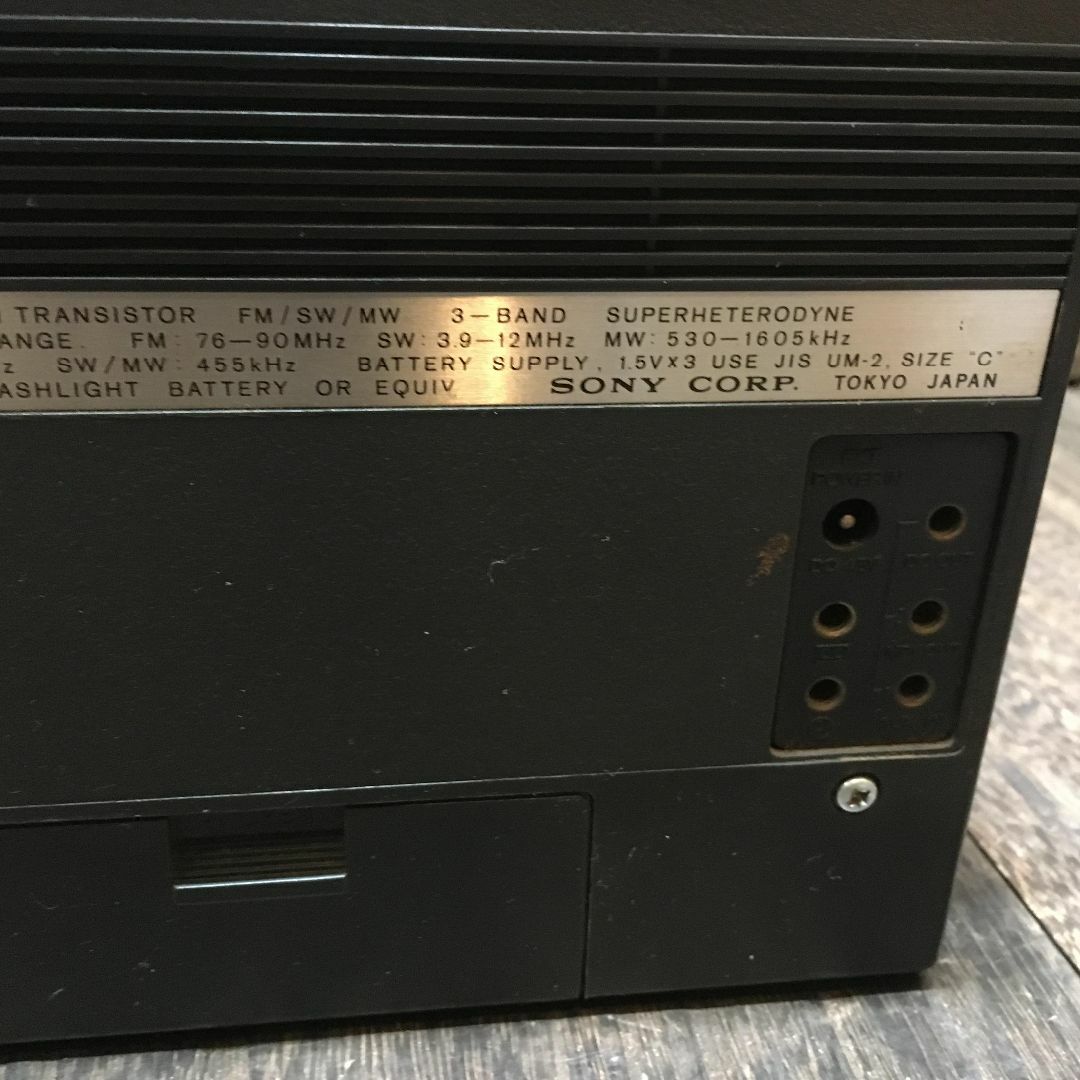 TRANSISTOR FM/SW/MW 3-BAND SUPERHETERODYNE
ANGE. FM: 76-90MHz SW: 3.9-12MHz MW: 530-1605kHz
z SW/MW: 455kHz BATTERY SUPPLY, 1.5V×3 USE JIS UM-2, SIZE "C"
ASHLIGHT BATTERY OR EQUIV SONY CORP. TOKYO JAPAN
POWER IN